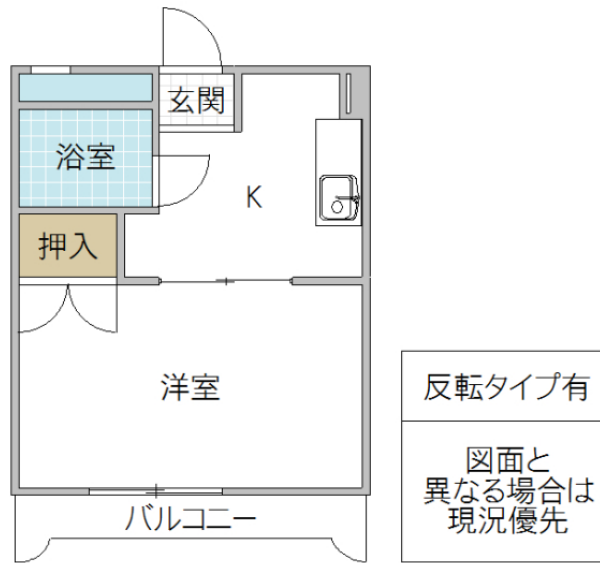 玄関
浴室
K
押入
洋室
反転タイプ有
図面と
異なる場合は
現況優先
バルコニー